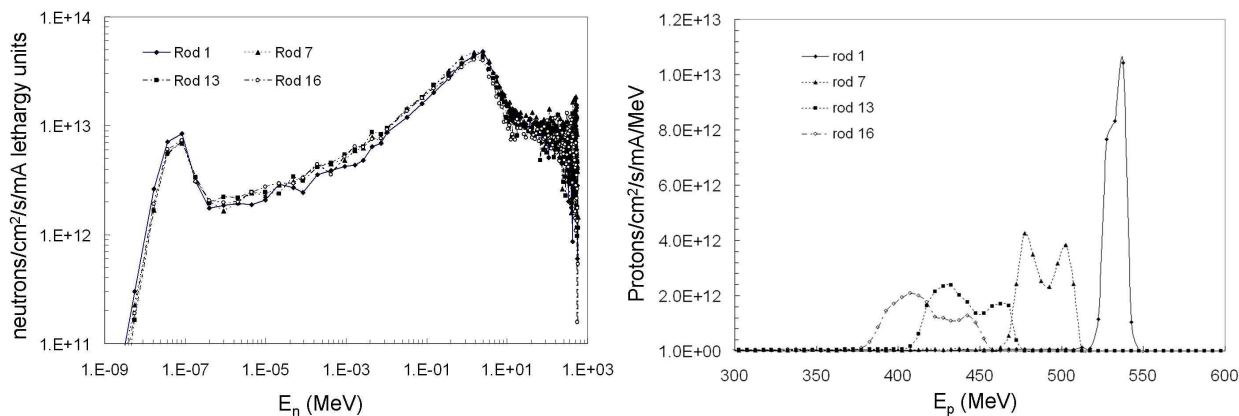 1.E+14
1.E+13
1.E+12
1.E+11
neutrons/cm²/s/mA lethargy units
Rod 1 Rod 7
Rod 13 Rod 16
1.E-09 1.E-07 1.E-05 1.E-03 1.E-01 1.E+01 1.E+03
Eₙ (MeV)
1.2E+13
1.0E+13
8.0E+12
6.0E+12
4.0E+12
2.0E+12
1.0E+00
Protons/cm²/s/mA/MeV
rod 1
rod 7
rod 13
rod 16
300 350 400 450 500 550 600
Eₚ (MeV)